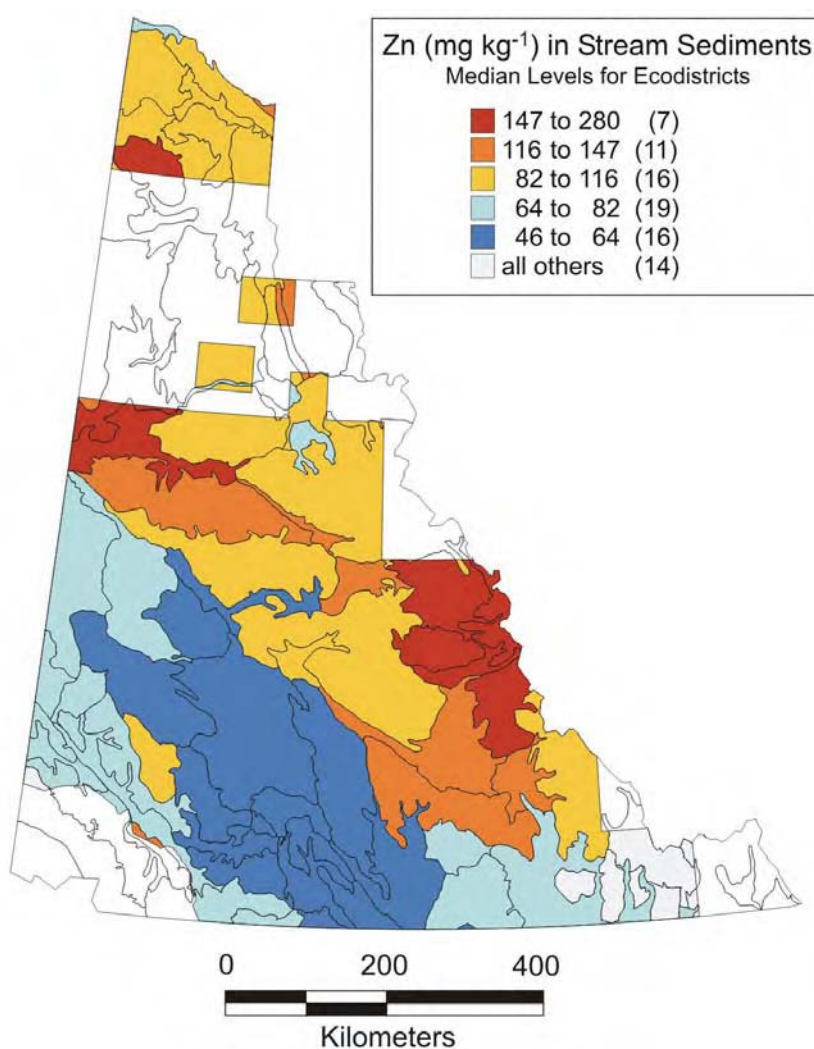 Zn (mg kg⁻¹) in Stream Sediments
Median Levels for Ecodistricts
147 to 280 (7)
116 to 147 (11)
82 to 116 (16)
64 to 82 (19)
46 to 64 (16)
all others (14)
0 200 400
Kilometers